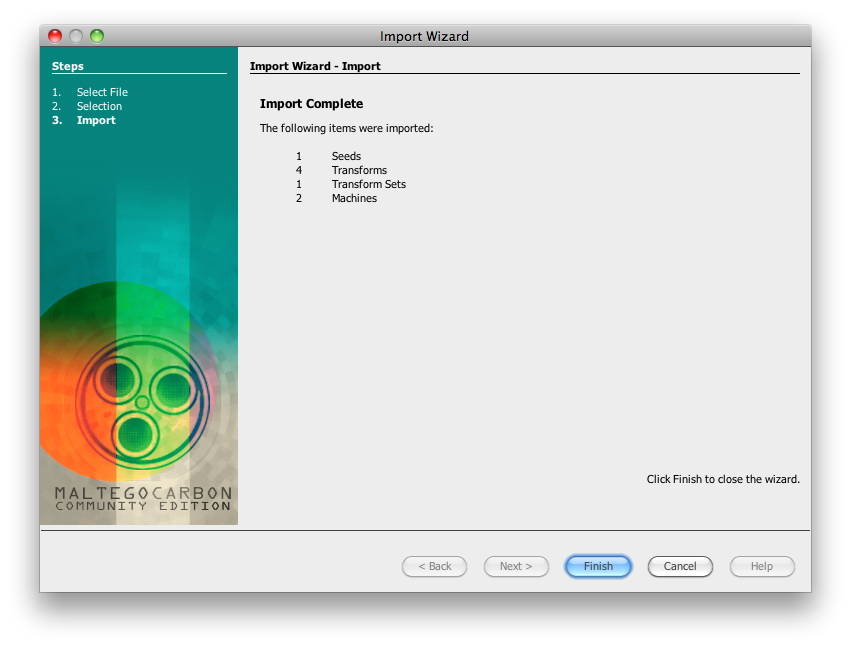 Import Wizard
Steps
1. Select File
2. Selection
3. Import
MALTEGOCARBON
COMMUNITY EDITION
Import Wizard - Import
Import Complete
The following items were imported:
1 Seeds
4 Transforms
1 Transform Sets
2 Machines
Click Finish to close the wizard.
< Back
Next >
Finish
Cancel
Help